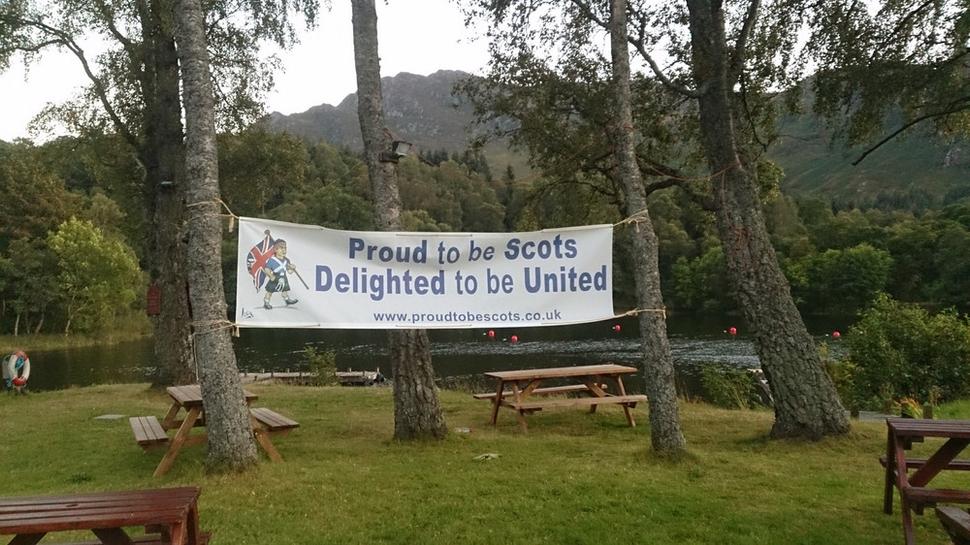 Proud to be Scots
Delighted to be United
www.proudtobescots.co.uk